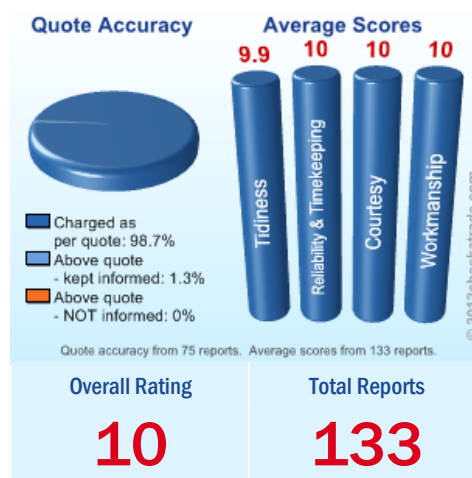 Quote Accuracy
Average Scores
9.9
10
10
10
Tidiness
Reliability & Timekeeping
Courtesy
Workmanship
Charged as
per quote: 98.7%
Above quote
- kept informed: 1.3%
Above quote
- NOT informed: 0%
© 2013checkatrade.com
Quote accuracy from 75 reports. Average scores from 133 reports.
Overall Rating
Total Reports
10
133